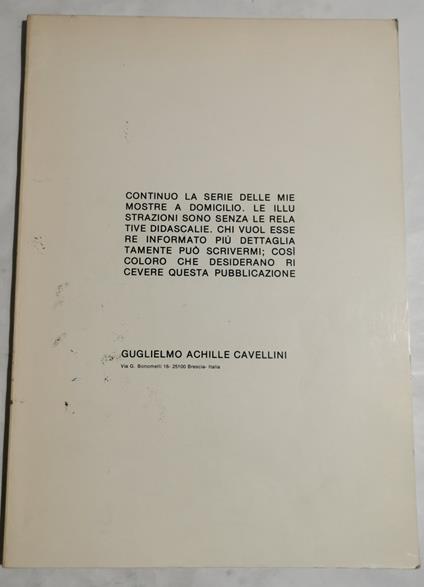 CONTINUO LA SERIE DELLE MIE
MOSTRE A DOMICILIO. LE ILLU
STRAZIONI SONO SENZA LE RELA
TIVE DIDASCALIE. CHI VUOL ESSE
RE INFORMATO PIÙ DETTAGLIA
TAMENTE PUÒ SCRIVERMI; COSÌ
COLORO CHE DESIDERANO RI
CEVERE QUESTA PUBBLICAZIONE
GUGLIELMO ACHILLE CAVELLINI
Via G. Bonomelli 16- 25100 Brescia- Italia